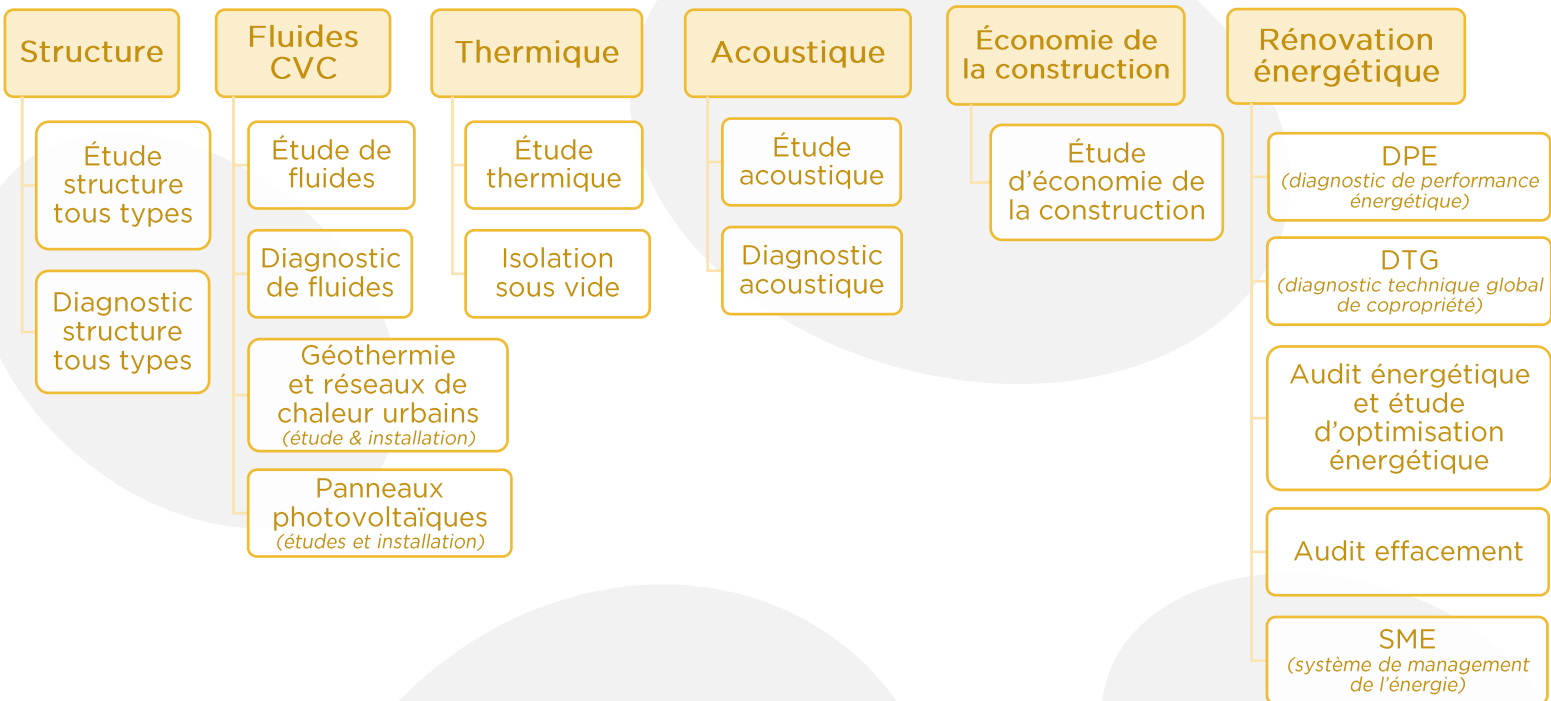 Structure
Étude
structure
tous types
Diagnostic
structure
tous types
Fluides
CVC
Étude de
fluides
Diagnostic
de fluides
Géothermie
et réseaux de
chaleur urbains
(étude & installation)
Panneaux
photovoltaïques
(études et installation)
Thermique
Étude
thermique
Isolation
sous vide
Acoustique
Étude
acoustique
Diagnostic
acoustique
Économie de
la construction
Étude
d’économie de
la construction
Rénovation
énergétique
DPE
(diagnostic de performance
énergétique)
DTG
(diagnostic technique global
de copropriété)
Audit énergétique
et étude
d’optimisation
énergétique
Audit effacement
SME
(système de management
de l’énergie)